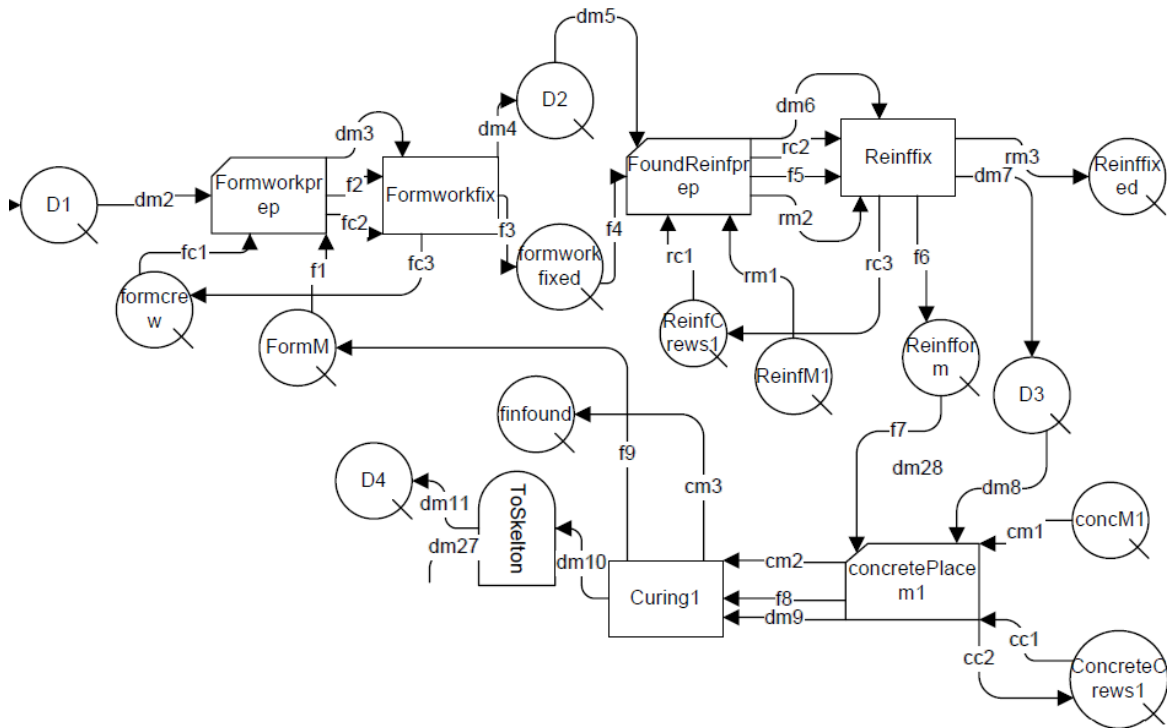 dm5
D2
dm6
dm3
dm4
rc2
Reinffix
rm3
Reinffix
ed
FoundReinfpr
ep
f5
dm7
Formworkpr
ep
f2
Formworkfix
rm2
D1
dm2
fc2
f3
f4
fc1
f1
fc3
formwork
fixed
rc1
rm1
rc3
f6
formcre
w
FormM
ReinfC
rews1
ReinfM1
Reinffor
m
D3
finfound
f9
f7
dm28
D4
dm11
ToSkelton
cm3
dm8
concM1
cm1
dm27
dm10
cm2
concretePlace
m1
Curing1
f8
dm9
cc1
cc2
ConcreteC
rews1